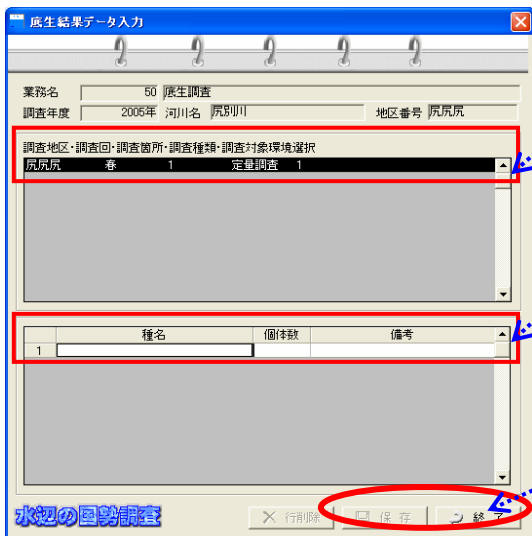 底生結果データ入力
業務名 50 底生調査
調査年度 2005年 河川名 尻別川 地区番号 尻尻尻
調査地区・調査回・調査箇所・調査種類・調査対象環境選択
尻尻尻 春 1 定量調査 1
種名 個体数 備考
1
水辺の国勢調査 行削除 保存 終了